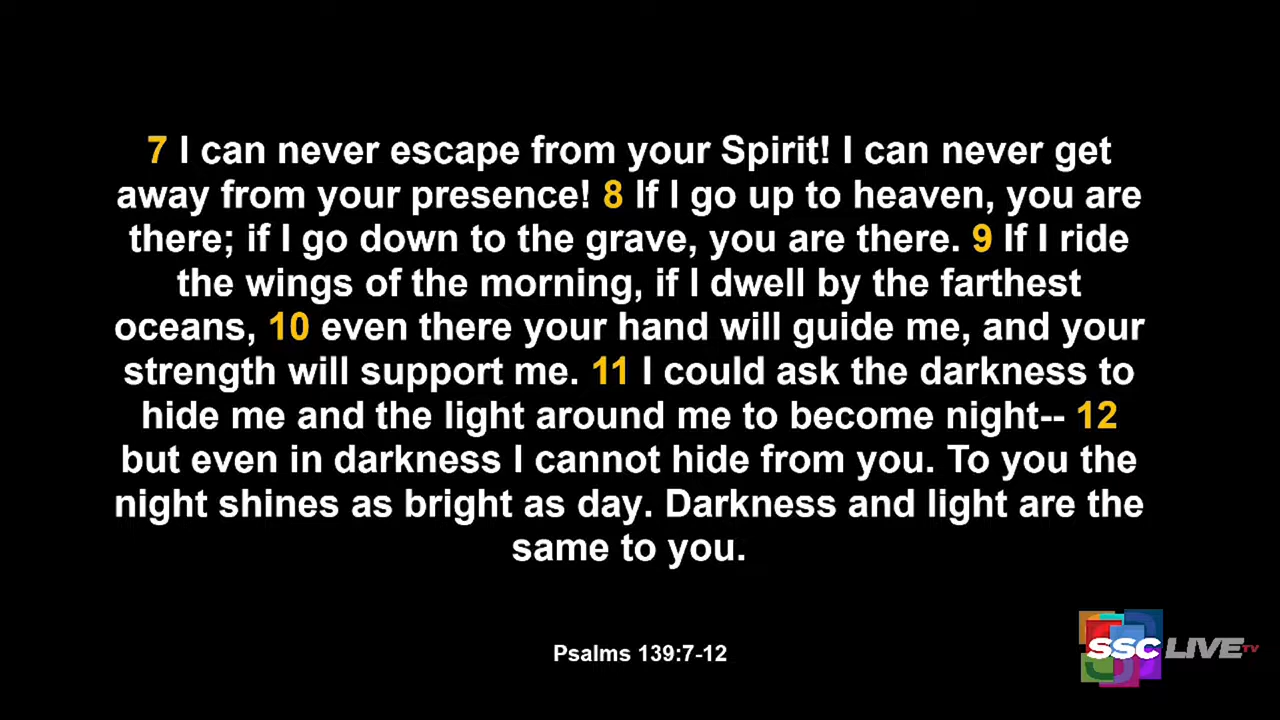 7 I can never escape from your Spirit! I can never get
away from your presence! 8 If I go up to heaven, you are
there; if I go down to the grave, you are there. 9 If I ride
the wings of the morning, if I dwell by the farthest
oceans, 10 even there your hand will guide me, and your
strength will support me. 11 I could ask the darkness to
hide me and the light around me to become night-- 12
but even in darkness I cannot hide from you. To you the
night shines as bright as day. Darkness and light are the
same to you.
Psalms 139:7-12
SSC LIVE TV